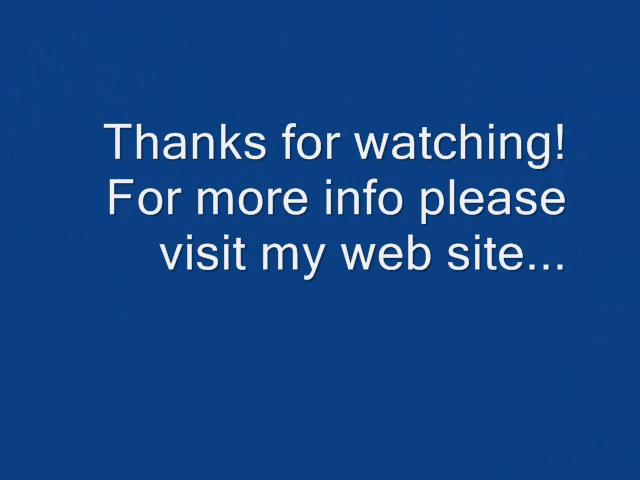 Thanks for watching!
For more info please
visit my web site...